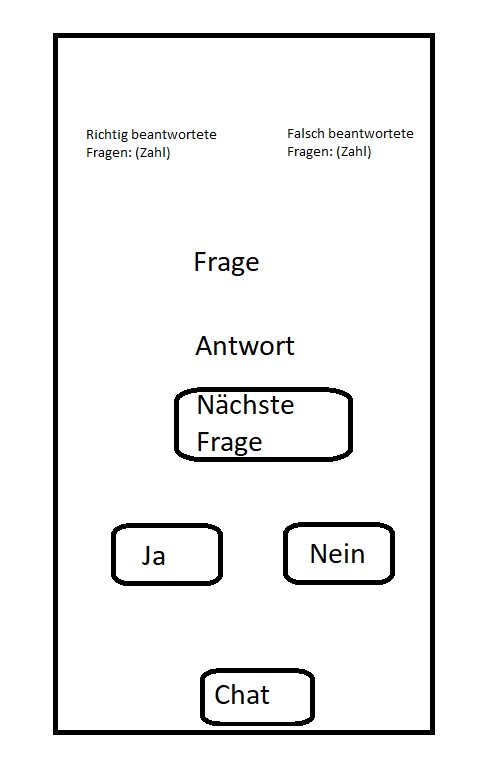 Richtig beantwortete
Fragen: (Zahl)
Falsch beantwortete
Fragen: (Zahl)
Frage
Antwort
Nächste
Frage
Ja
Nein
Chat